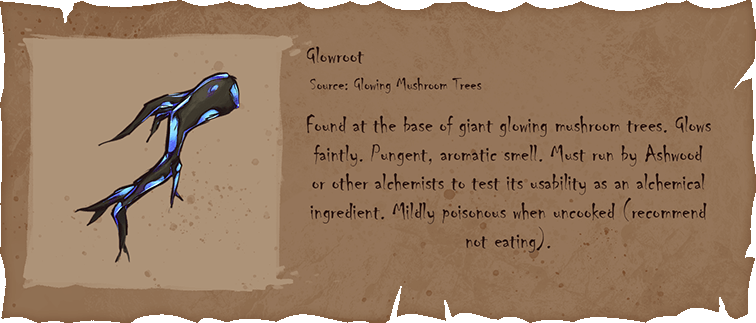 Glowroot
Source: Glowing Mushroom Trees
Found at the base of giant glowing mushroom trees. Glows
faintly. Pungent, aromatic smell. Must run by Ashwood
or other alchemists to test its usability as an alchemical
ingredient. Mildly poisonous when uncooked (recommend
not eating).